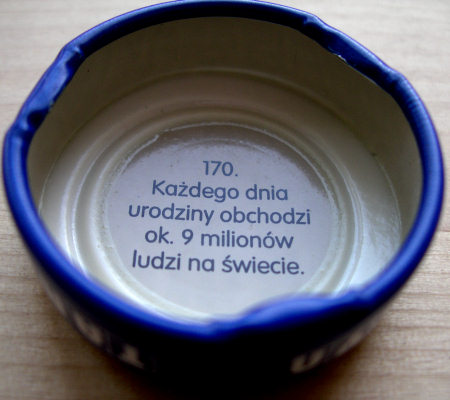 170.
Każdego dnia
urodziny obchodzi
ok. 9 milionów
ludzi na świecie.